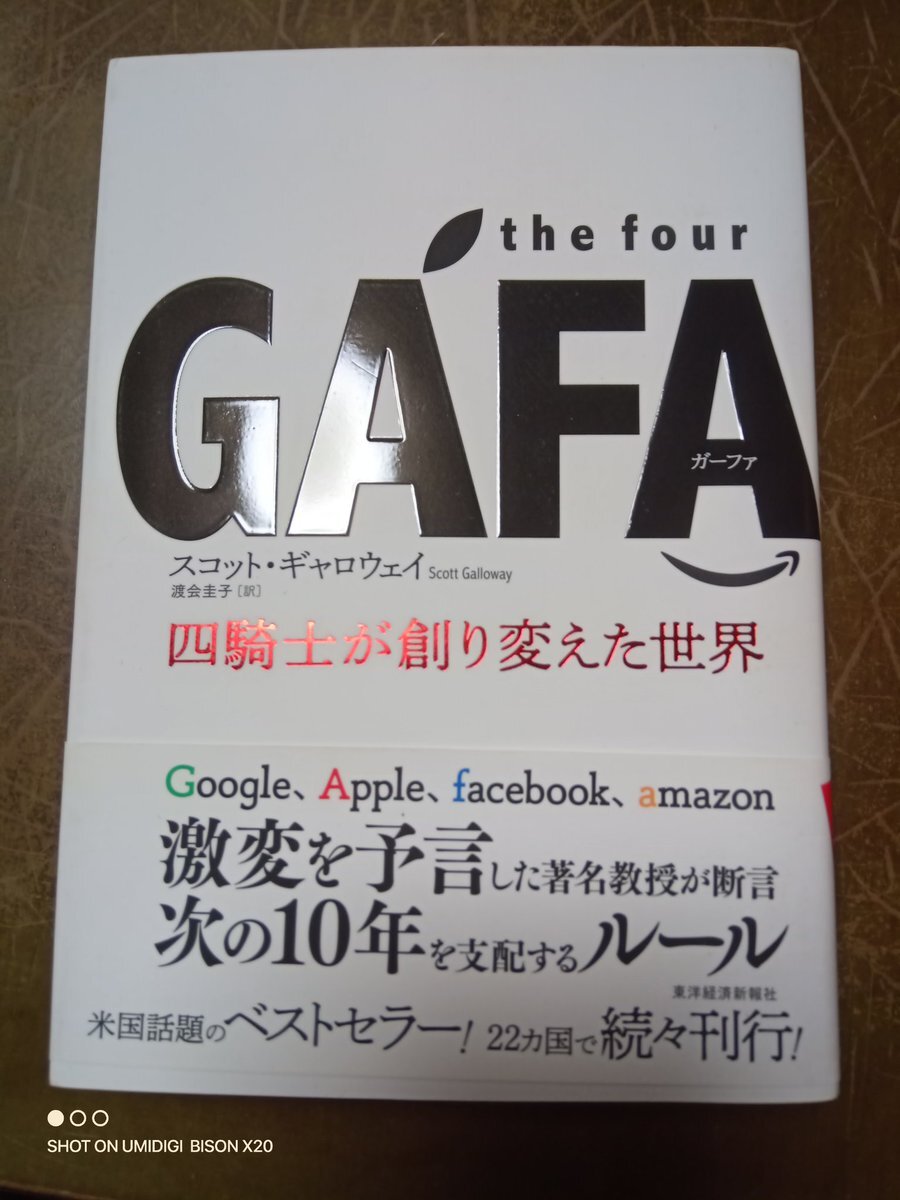 the four
GAFA
ガーファ
スコット・ギャロウェイ Scott Galloway
渡会圭子［訳］
四騎士が創り変えた世界
Google、Apple、facebook、amazon
激変を予言した著名教授が断言
次の10年を支配するルール
東洋経済新報社
米国話題のベストセラー！ 22カ国で続々刊行！
SHOT ON UMIDIGI BISON X20